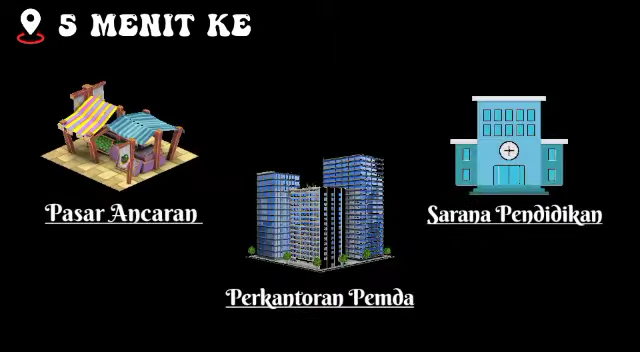 5 MENIT KE
Pasar Ancaran
Sarana Pendidikan
Perkantoran Pemda